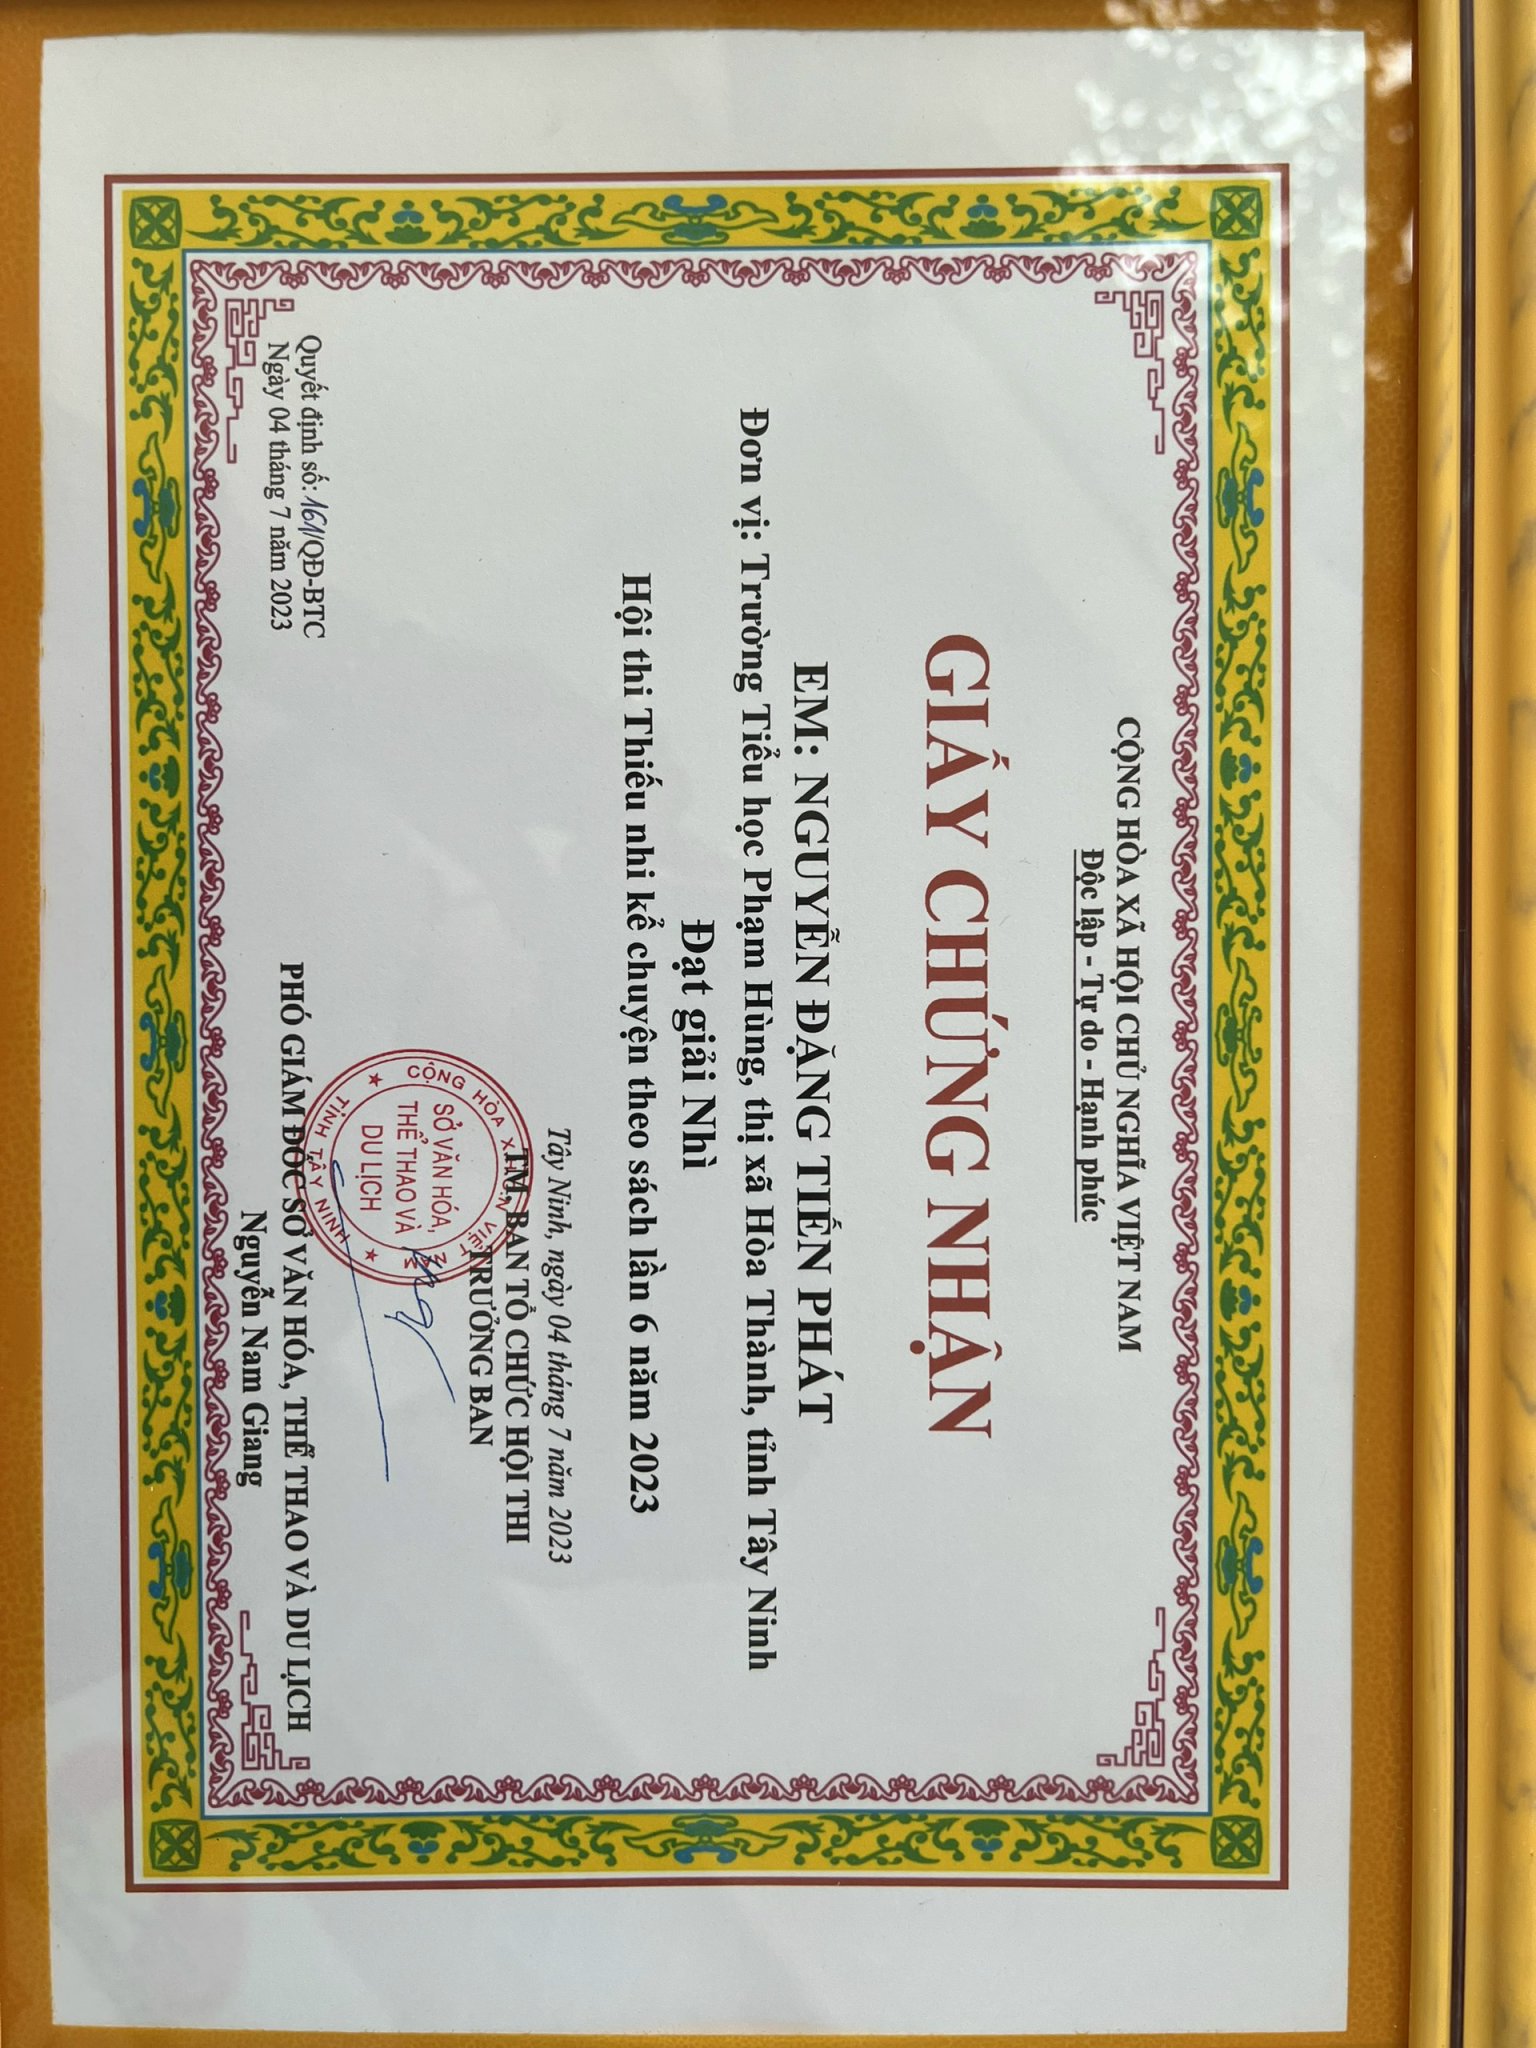 CỘNG HÒA XÃ HỘI CHỦ NGHĨA VIỆT NAM
Độc lập - Tự do - Hạnh phúc
GIẤY CHỨNG NHẬN
EM: NGUYỄN ĐẶNG TIẾN PHÁT
Đơn vị: Trường Tiểu học Phạm Hùng, thị xã Hòa Thành, tỉnh Tây Ninh
Đạt giải Nhì
Hội thi Thiếu nhi kể chuyện theo sách lần 6 năm 2023
Tây Ninh, ngày 04 tháng 7 năm 2023
TM. BAN TỔ CHỨC HỘI THI
TRƯỞNG BAN
CỘNG HÒA X.H.C.N VIỆT NAM
SỞ VĂN HÓA,
THỂ THAO VÀ
DU LỊCH
TỈNH TÂY NINH
Quyết định số: 161/QĐ-BTC
Ngày 04 tháng 7 năm 2023
PHÓ GIÁM ĐỐC SỞ VĂN HÓA, THỂ THAO VÀ DU LỊCH
Nguyễn Nam Giang